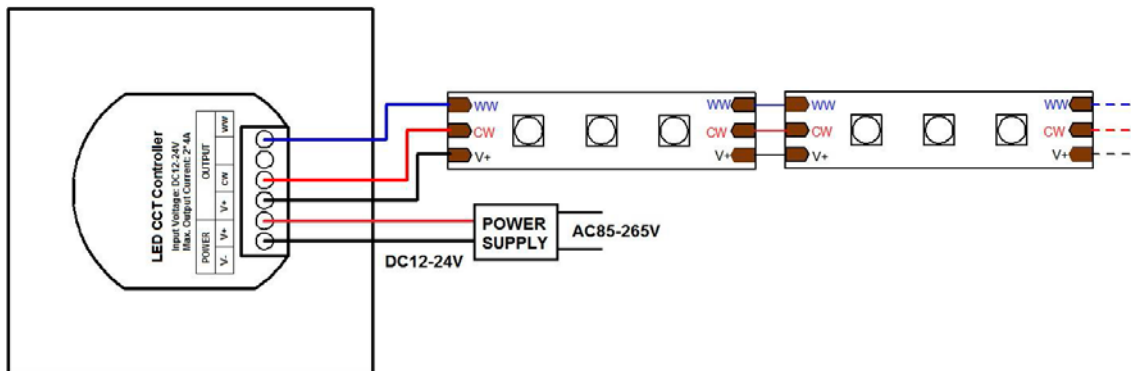 LED CCT Controller
Input Voltage: DC12-24V
Max. Output Current: 2*4A
POWER OUTPUT
V- V+ V+ CW WW
WW WW WW WW
CW CW CW CW
V+ V+ V+ V+
POWER
SUPPLY
AC85-265V
DC12-24V